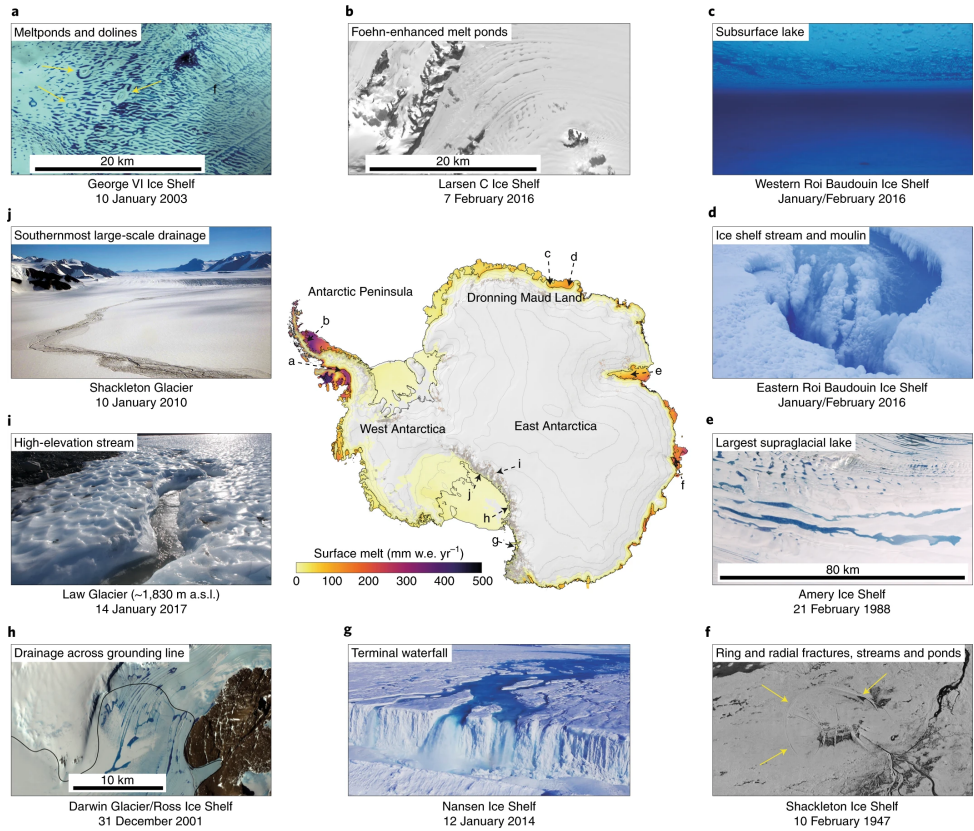 a
Meltponds and dolines
f
20 km
George VI Ice Shelf
10 January 2003
b
Foehn-enhanced melt ponds
20 km
Larsen C Ice Shelf
7 February 2016
c
Subsurface lake
Western Roi Baudouin Ice Shelf
January/February 2016
j
Southernmost large-scale drainage
Shackleton Glacier
10 January 2010
d
Ice shelf stream and moulin
Eastern Roi Baudouin Ice Shelf
January/February 2016
c d
Antarctic Peninsula
Dronning Maud Land
b
a
e
West Antarctica
East Antarctica
i
j
h
g
f
Surface melt (mm w.e. yr⁻¹)
0 100 200 300 400 500
i
High-elevation stream
Law Glacier (~1,830 m a.s.l.)
14 January 2017
e
Largest supraglacial lake
80 km
Amery Ice Shelf
21 February 1988
h
Drainage across grounding line
10 km
Darwin Glacier/Ross Ice Shelf
31 December 2001
g
Terminal waterfall
Nansen Ice Shelf
12 January 2014
f
Ring and radial fractures, streams and ponds
Shackleton Ice Shelf
10 February 1947